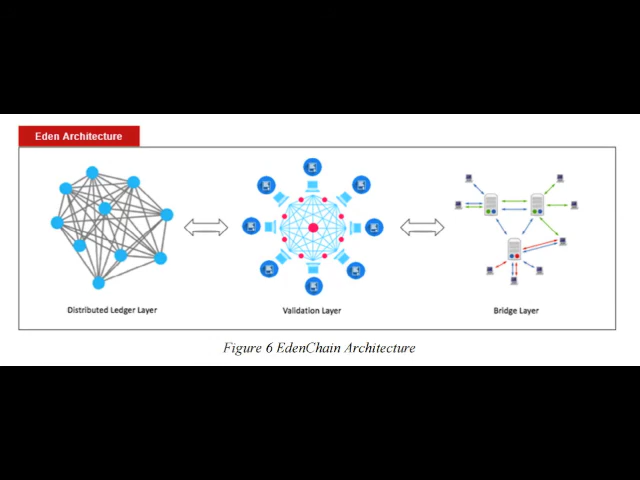 Eden Architecture
Distributed Ledger Layer
Validation Layer
Bridge Layer
Figure 6 EdenChain Architecture